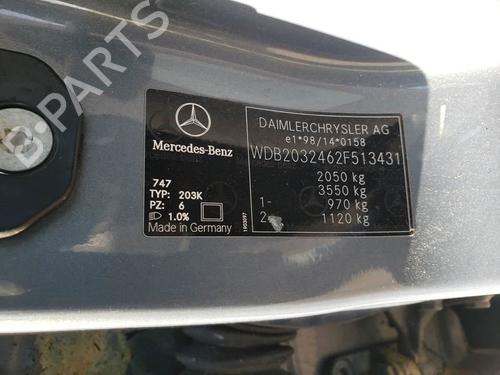 B-PARTS
Mercedes-Benz
747
TYP: 203K
PZ: 6
1.0%
Made in Germany
DAIMLERCHRYSLER AG
e1*98/14*0158
WDB2032462F513431
2050 kg
3550 kg
1- 970 kg
2- 1120 kg